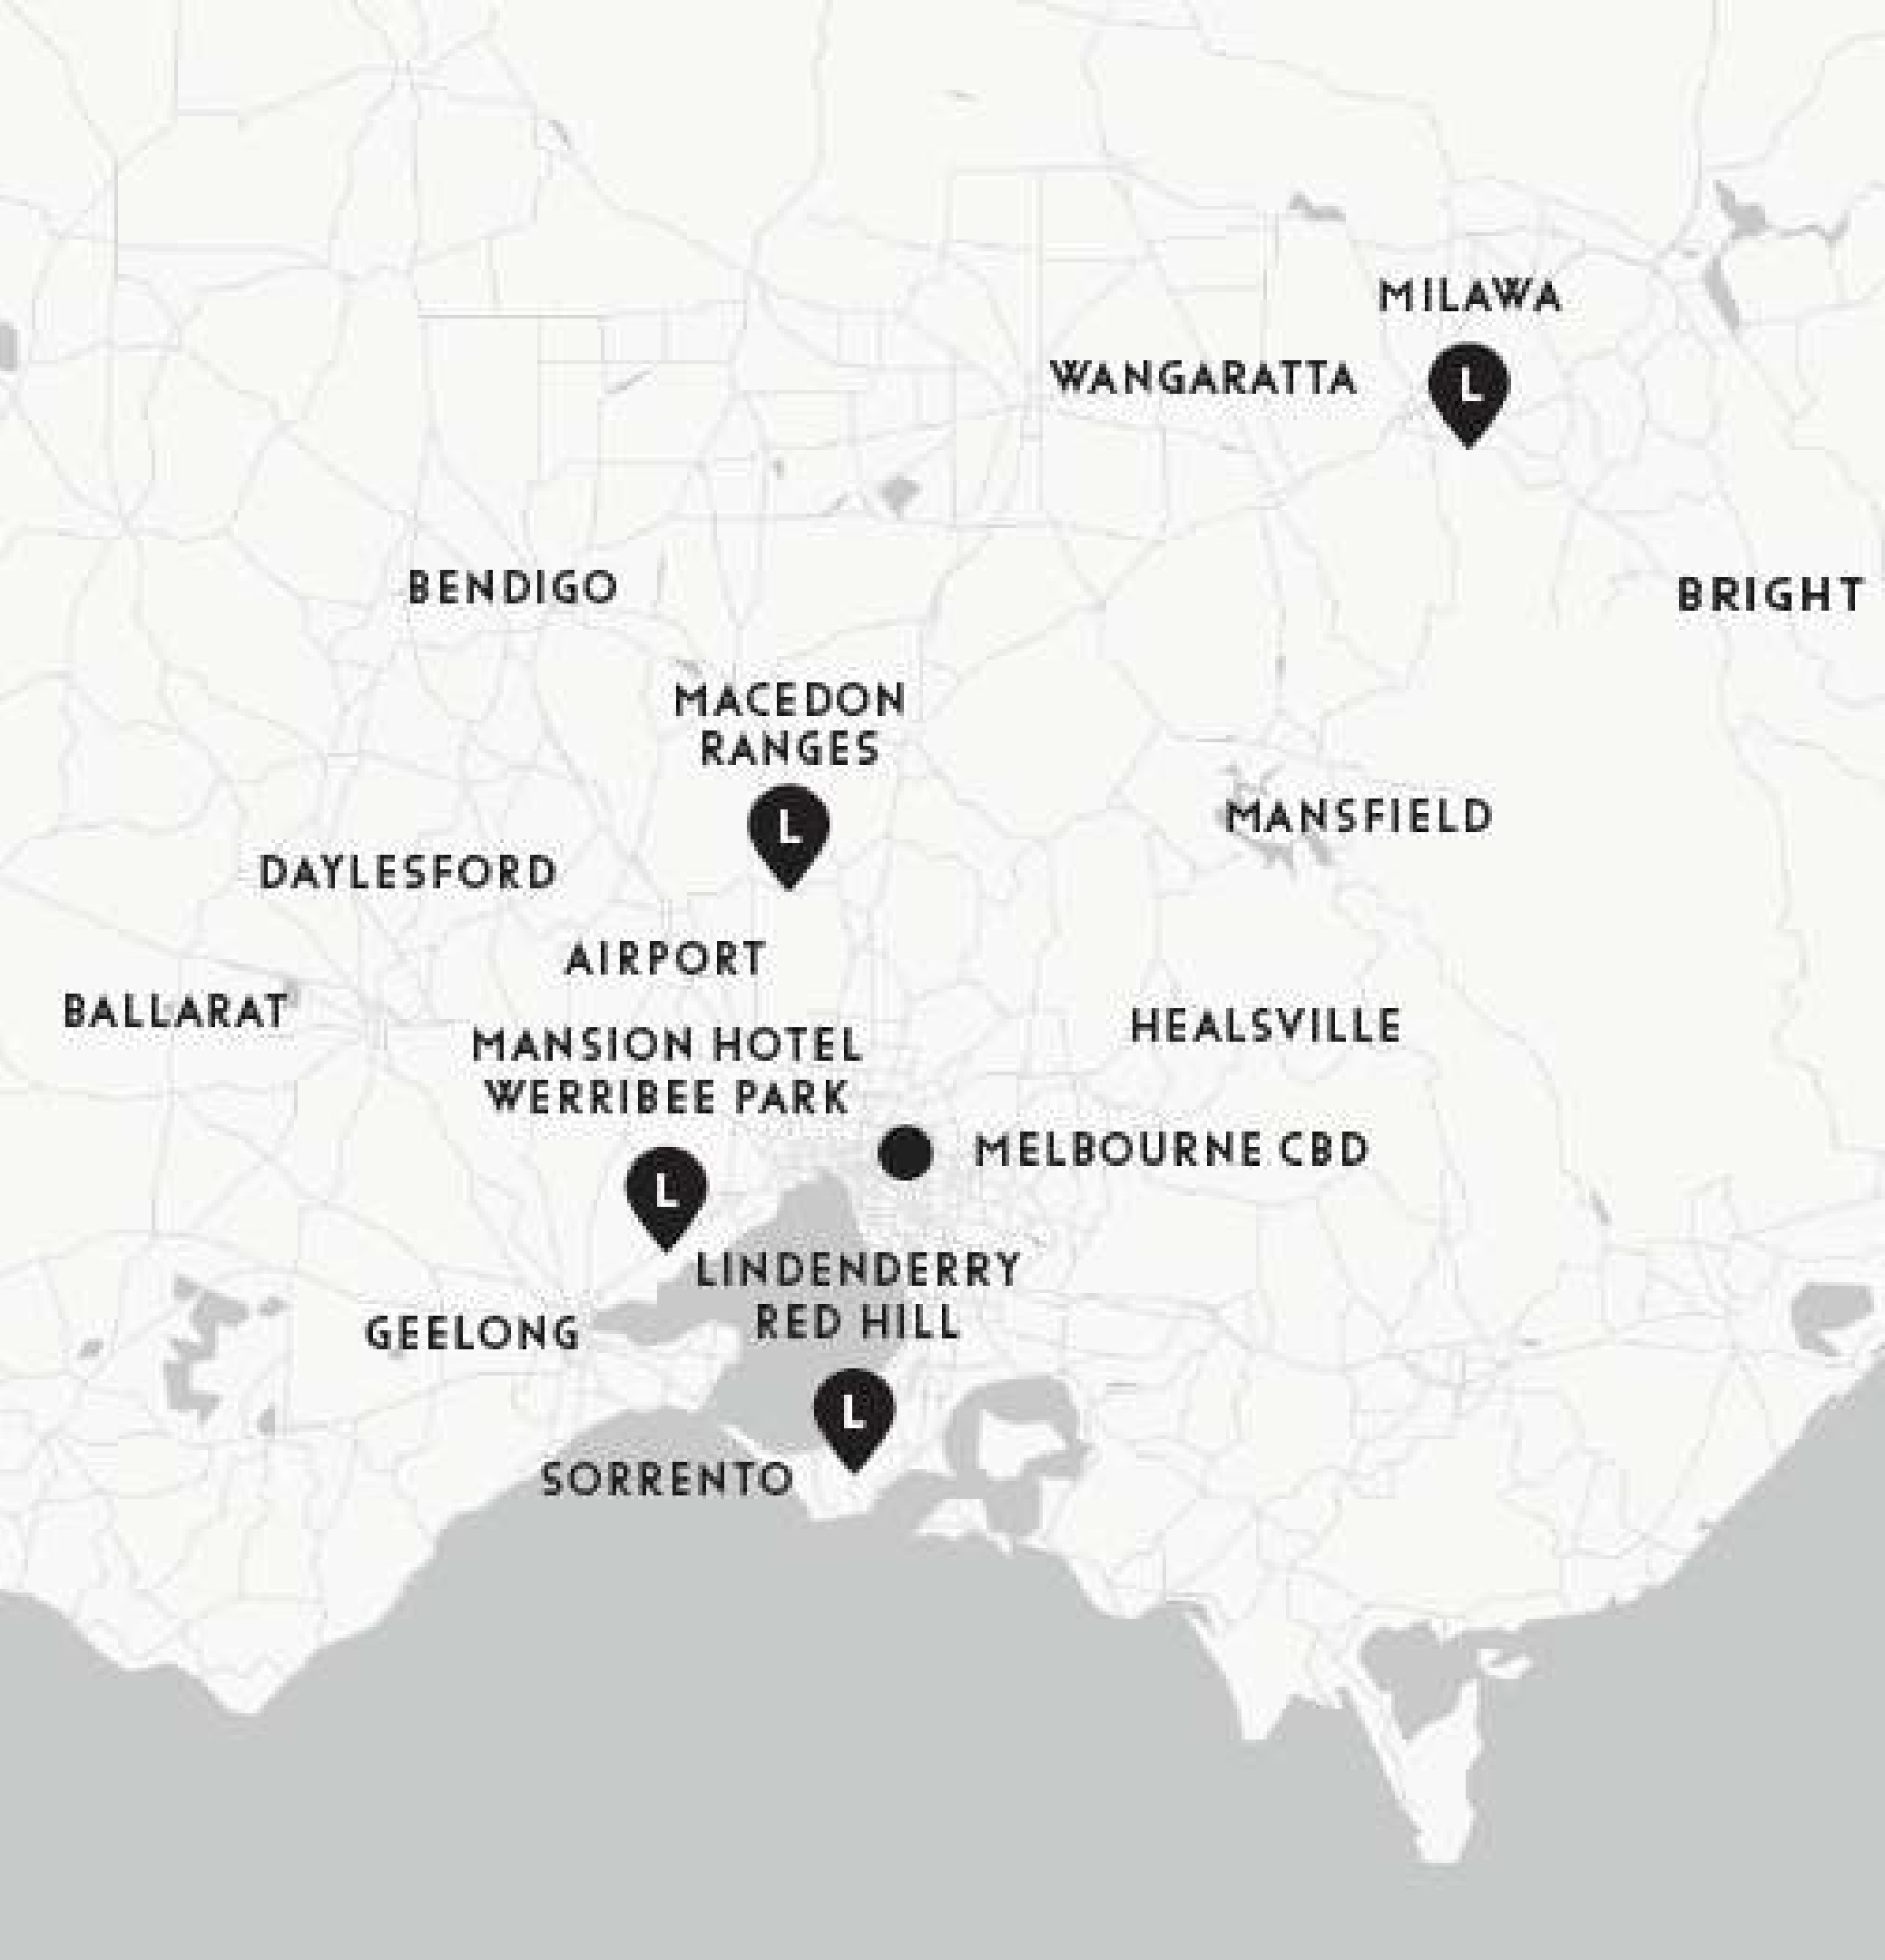 MILAWA
WANGARATTA
L
BENDIGO
BRIGHT
MACEDON
RANGES
L
MANSFIELD
DAYLESFORD
AIRPORT
BALLARAT
HEALSVILLE
MANSION HOTEL
WERRIBEE PARK
MELBOURNE CBD
L
LINDENDERRY
RED HILL
GEELONG
L
SORRENTO